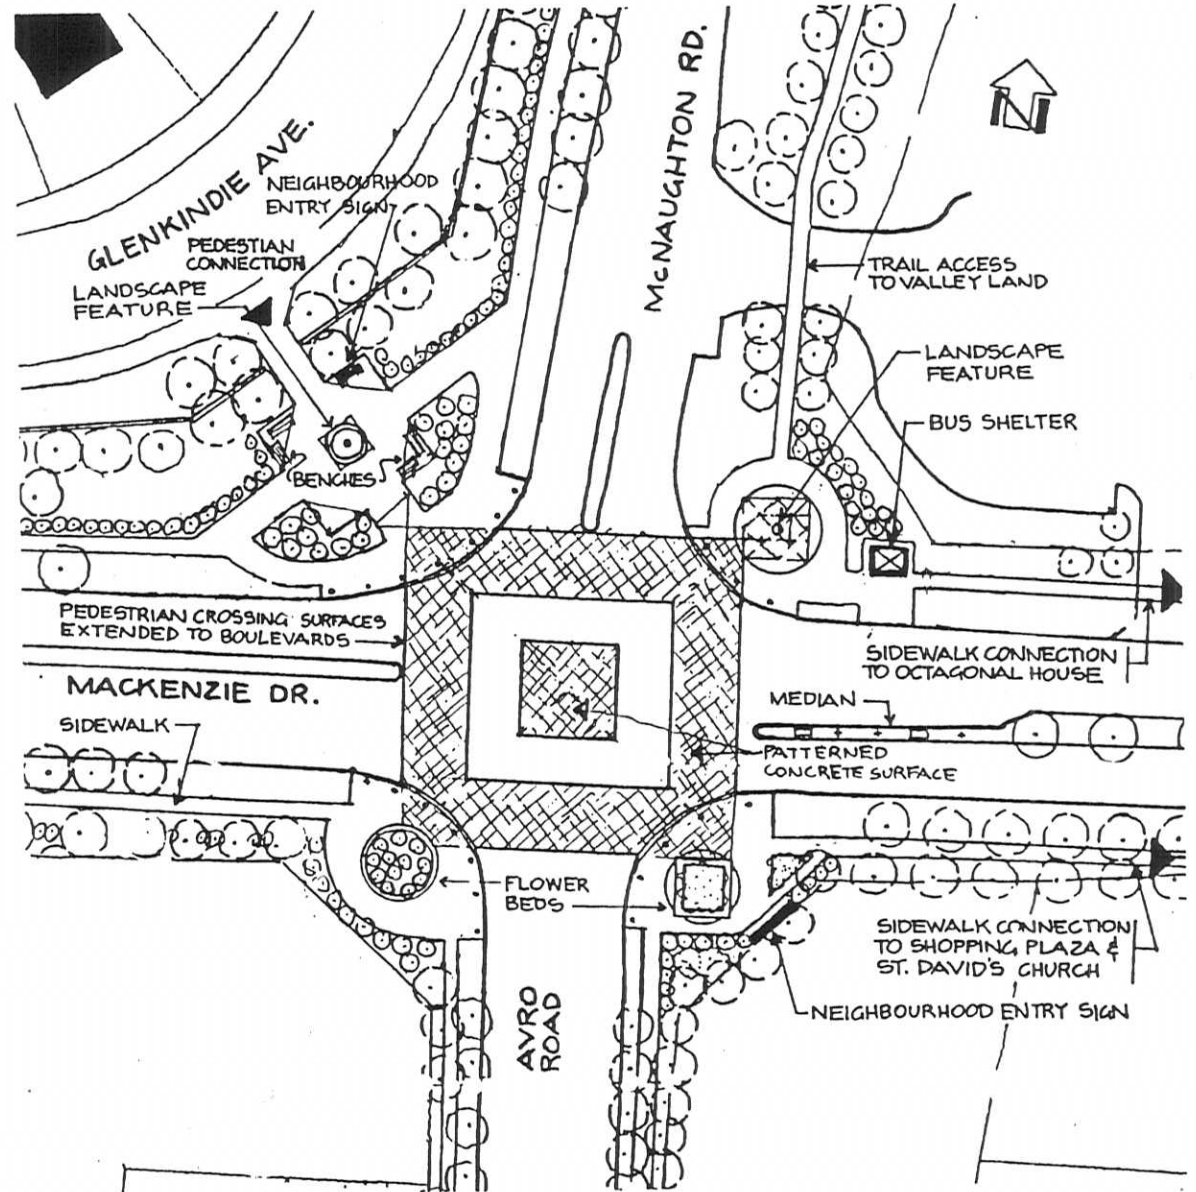 McNAUGHTON RD.
N
GLENKINDIE AVE.
NEIGHBOURHOOD
ENTRY SIGN
PEDESTIAN
CONNECTION
LANDSCAPE
FEATURE
TRAIL ACCESS
TO VALLEY LAND
LANDSCAPE
FEATURE
BUS SHELTER
BENCHES
PEDESTRIAN CROSSING SURFACES
EXTENDED TO BOULEVARDS
SIDEWALK CONNECTION
TO OCTAGONAL HOUSE
MACKENZIE DR.
MEDIAN
SIDEWALK
PATTERNED
CONCRETE SURFACE
FLOWER
BEDS
SIDEWALK CONNECTION
TO SHOPPING PLAZA &
ST. DAVID'S CHURCH
NEIGHBOURHOOD ENTRY SIGN
AVRO
ROAD